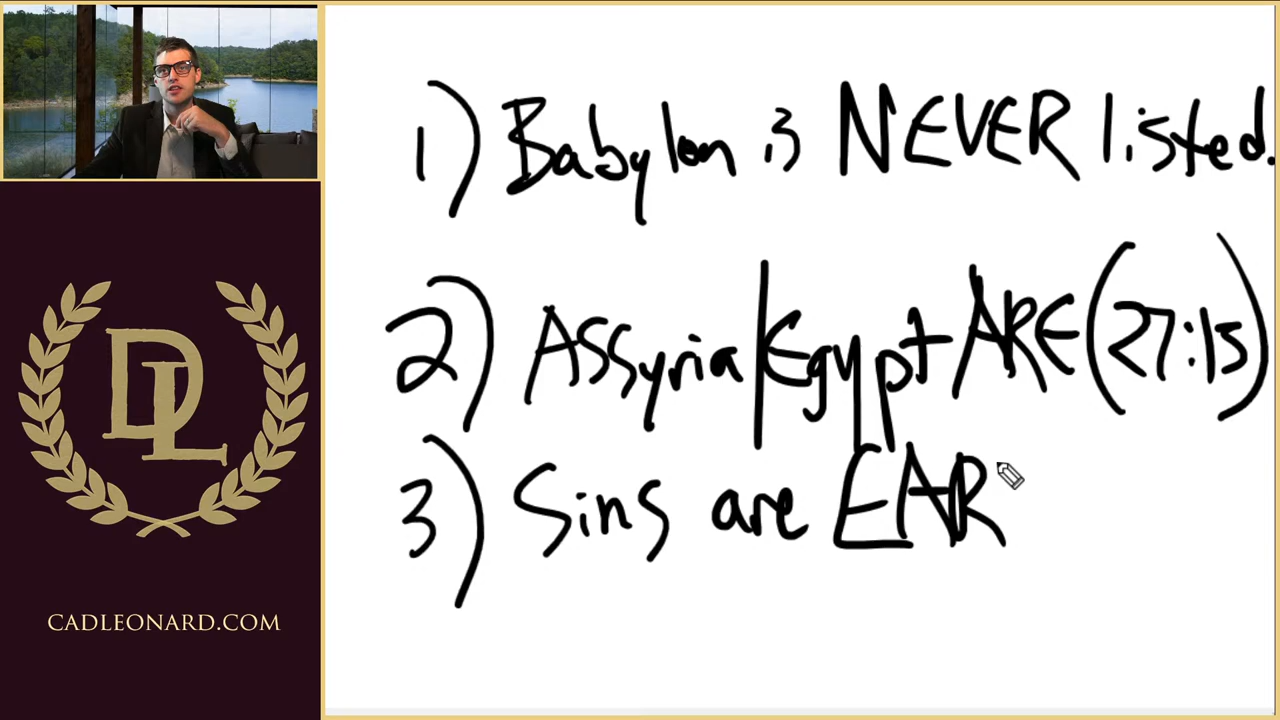 1) Babylon is NEVER listed.
2) Assyria/Egypt ARE (27:13)
3) Sins are EAR
DL
CADLEONARD.COM